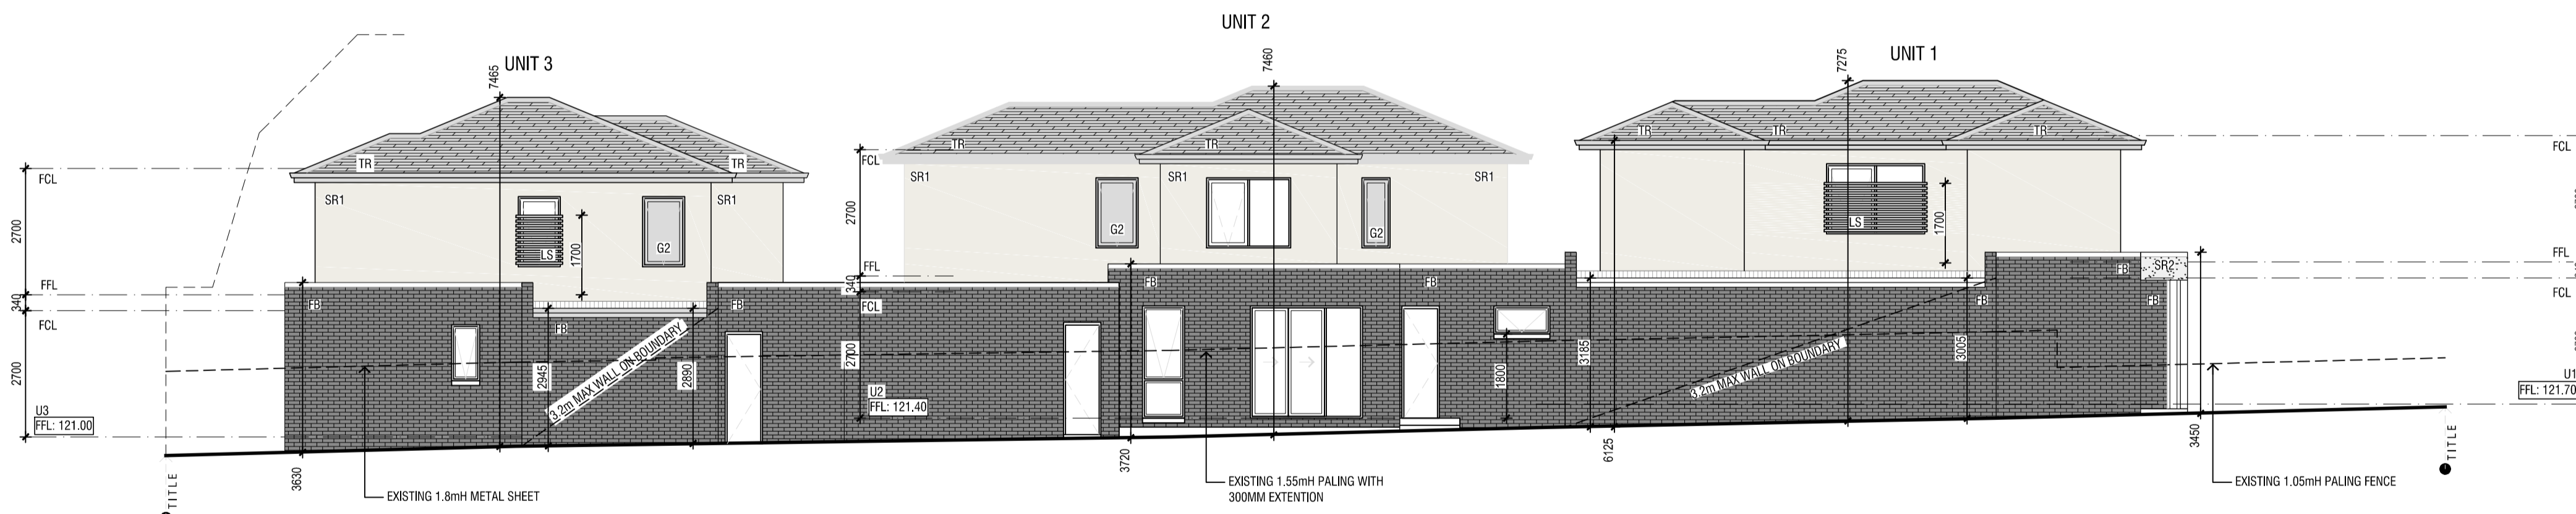 UNIT 2
UNIT 3
UNIT 1
7465
7460
7275
TR
TR
TR
TR
TR
TR
TR
FCL
FCL
FCL
SR1
SR1
SR1
SR1
SR1
2700
2700
G2
G2
G2
LS
LS
1700
1700
FFL
FFL
FFL
340
340
FB
FB
FB
FB
FB
FB
FB
FB
SR2
FCL
FCL
FCL
2700
2700
2945
2890
3185
3005
1800
3.2m MAX WALL ON BOUNDARY
3.2m MAX WALL ON BOUNDARY
U3
FFL: 121.00
U2
FFL: 121.40
U1
FFL: 121.70
3630
3720
6125
3450
TITLE
TITLE
EXISTING 1.8mH METAL SHEET
EXISTING 1.55mH PALING WITH
300MM EXTENTION
EXISTING 1.05mH PALING FENCE